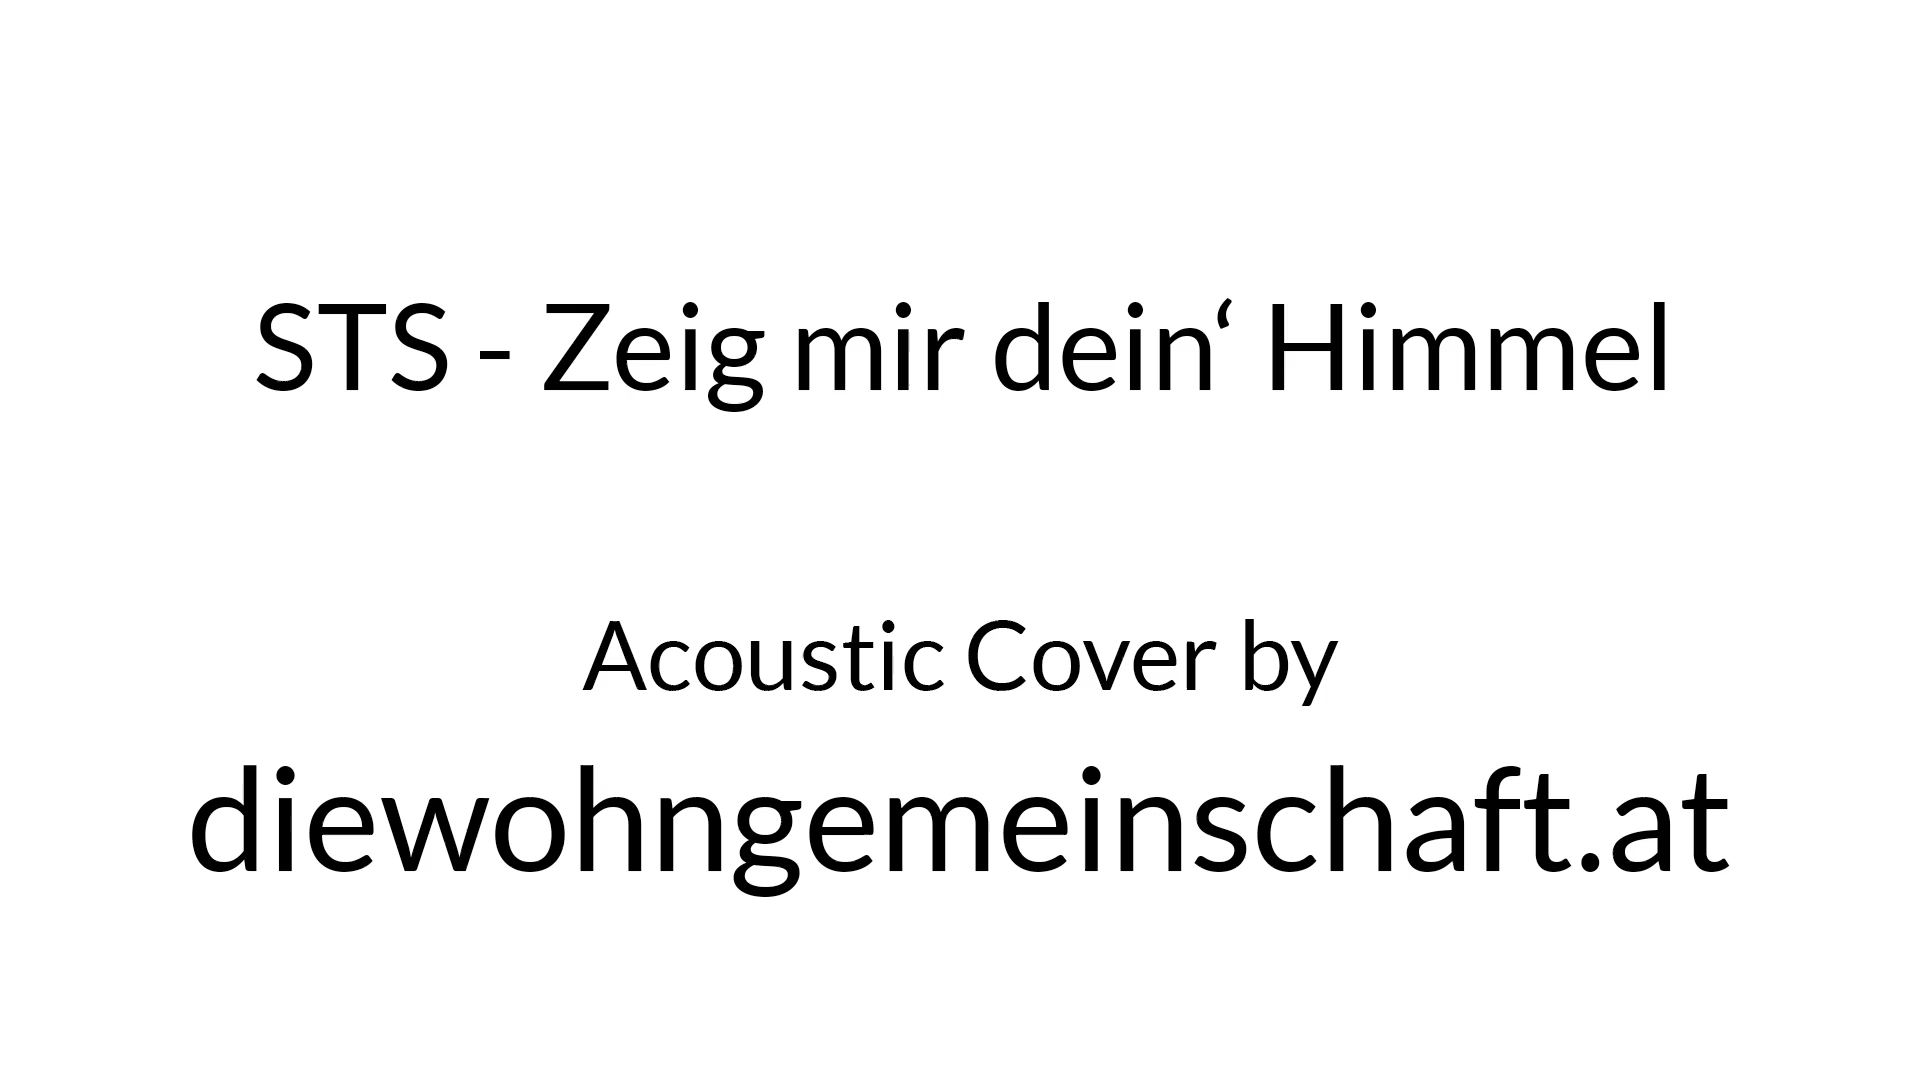 STS - Zeig mir dein‘ Himmel
Acoustic Cover by
diewohngemeinschaft.at